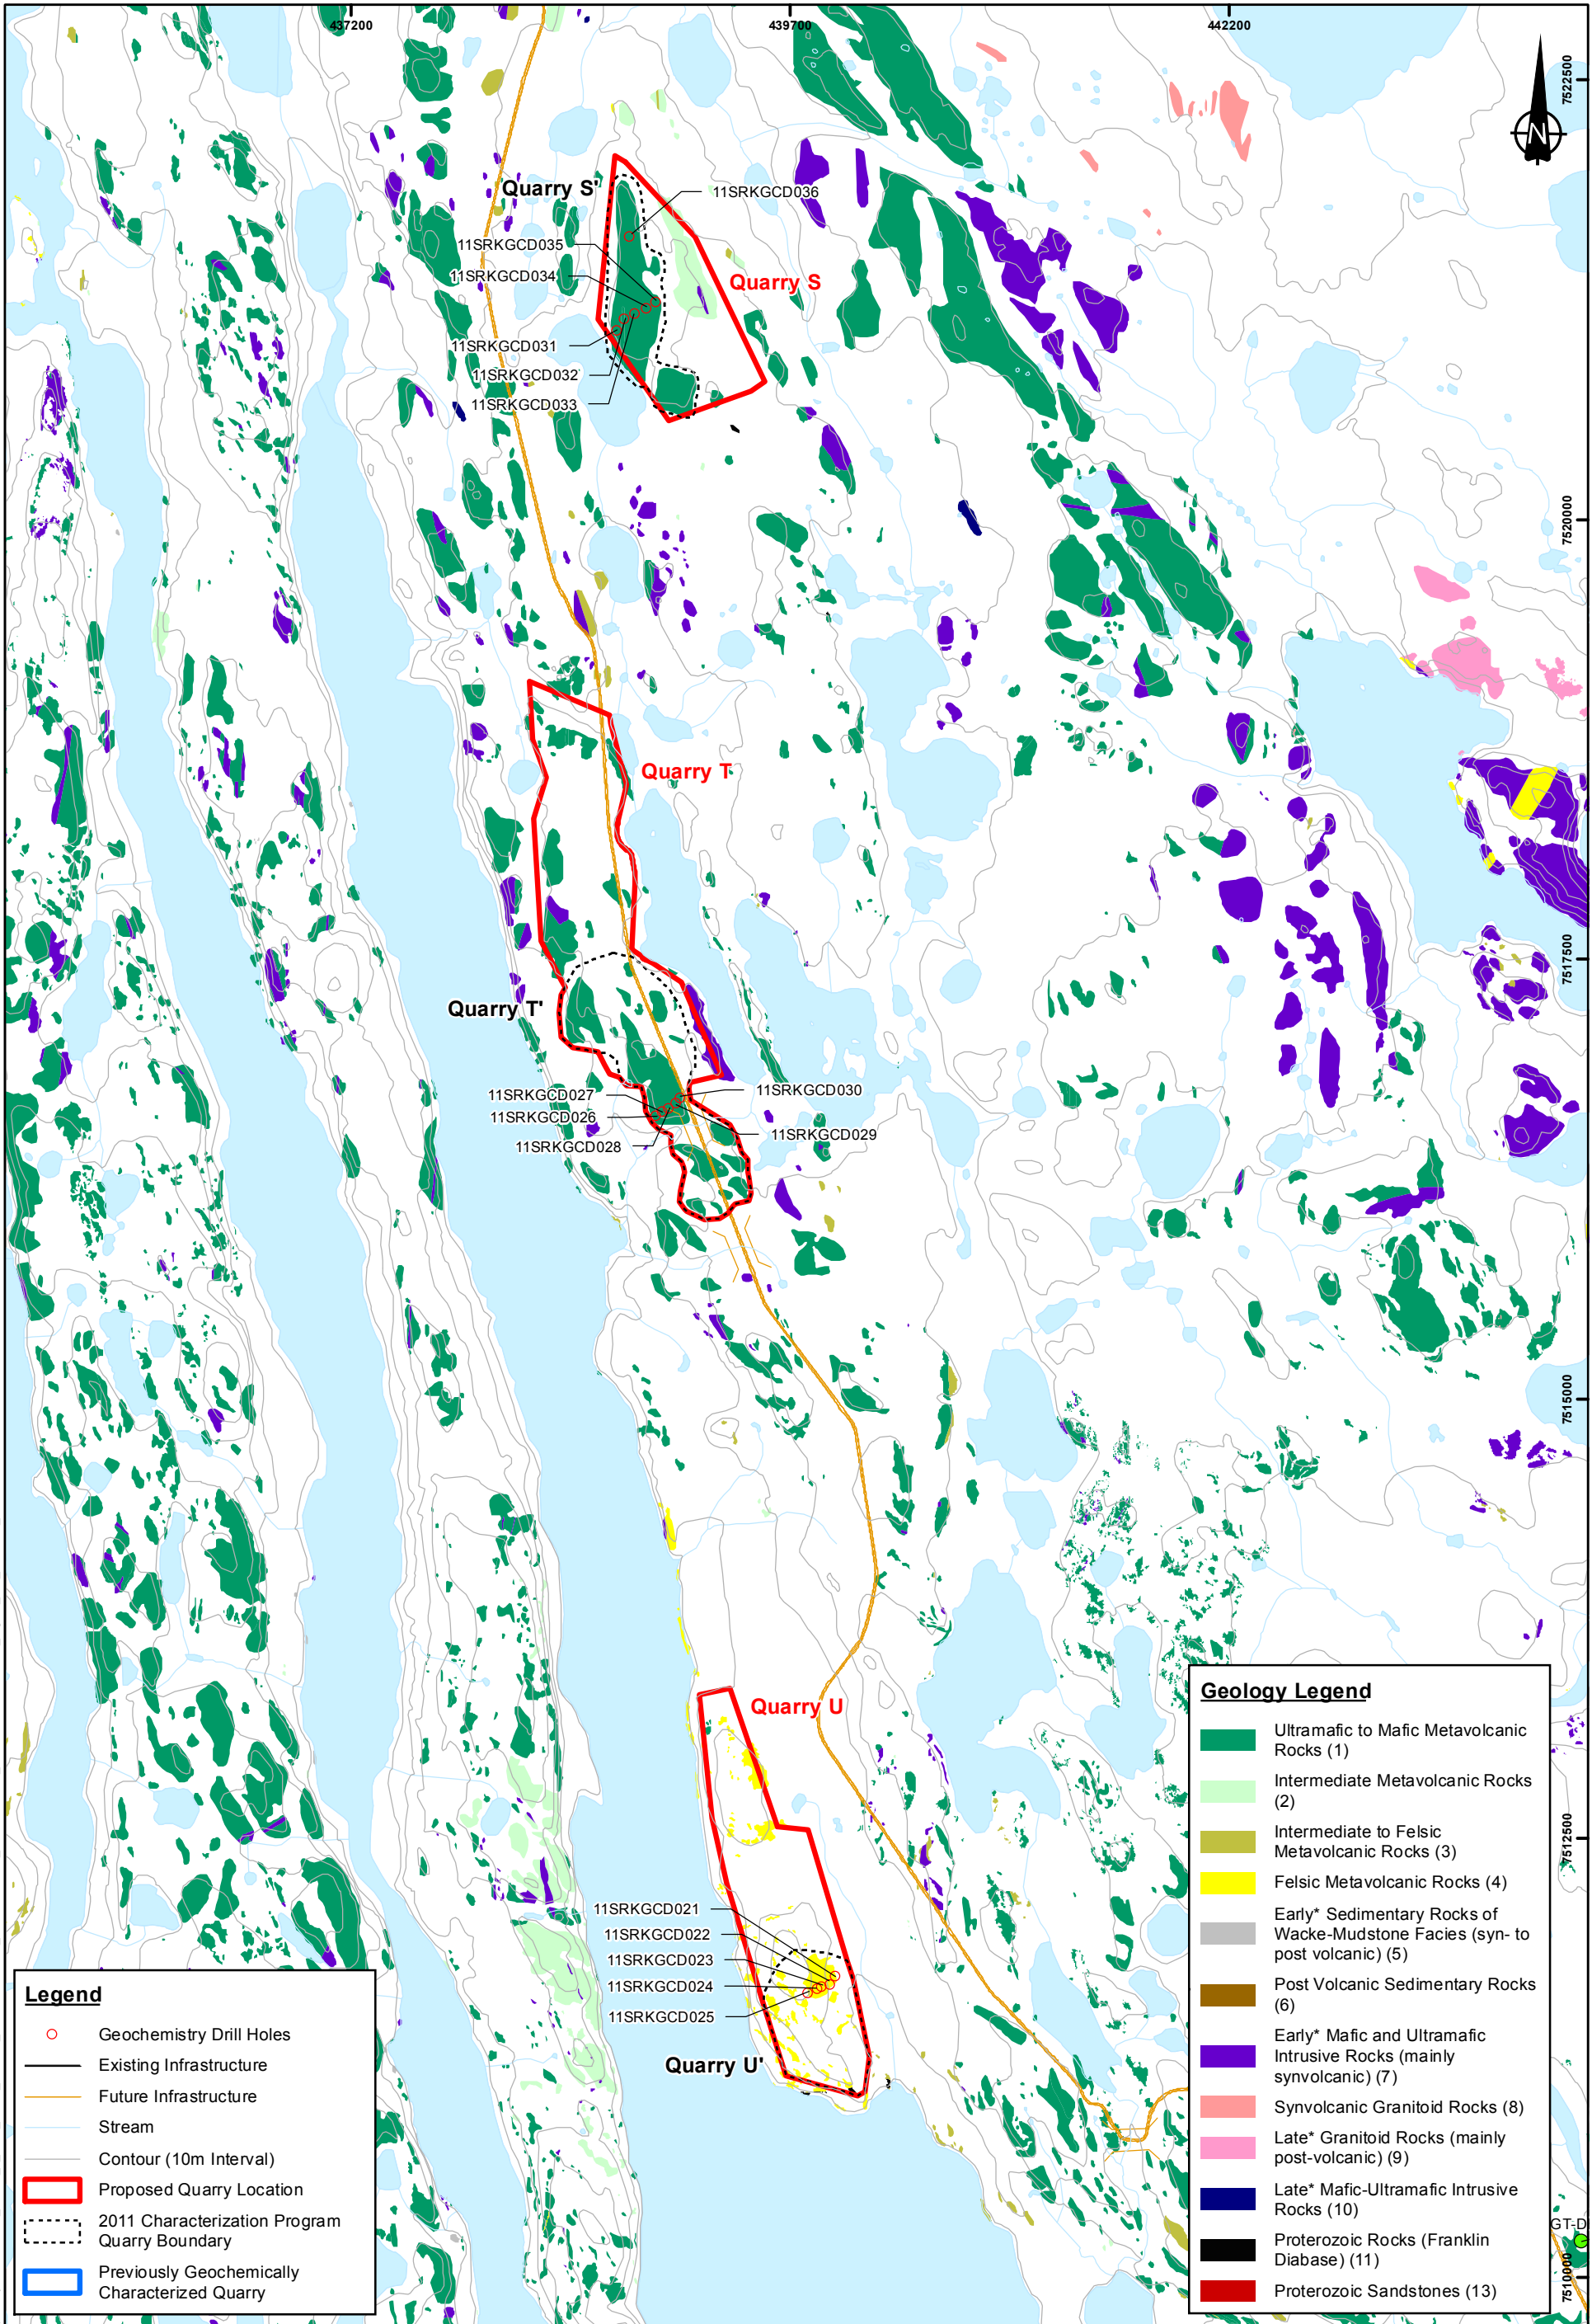 437200
439700
442200
7522500
N
Quarry S'
11SRKGCD036
11SRKGCD035
11SRKGCD034
Quarry S
11SRKGCD031
11SRKGCD032
11SRKGCD033
7520000
Quarry T
7517500
Quarry T'
11SRKGCD027
11SRKGCD030
11SRKGCD026
11SRKGCD029
11SRKGCD028
7515000
Quarry U
7512500
11SRKGCD021
11SRKGCD022
11SRKGCD023
11SRKGCD024
11SRKGCD025
Quarry U'
GT-D
7510000
Legend
Geochemistry Drill Holes
Existing Infrastructure
Future Infrastructure
Stream
Contour (10m Interval)
Proposed Quarry Location
2011 Characterization Program
Quarry Boundary
Previously Geochemically
Characterized Quarry
Geology Legend
Ultramafic to Mafic Metavolcanic
Rocks (1)
Intermediate Metavolcanic Rocks
(2)
Intermediate to Felsic
Metavolcanic Rocks (3)
Felsic Metavolcanic Rocks (4)
Early* Sedimentary Rocks of
Wacke-Mudstone Facies (syn- to
post volcanic) (5)
Post Volcanic Sedimentary Rocks
(6)
Early* Mafic and Ultramafic
Intrusive Rocks (mainly
synvolcanic) (7)
Synvolcanic Granitoid Rocks (8)
Late* Granitoid Rocks (mainly
post-volcanic) (9)
Late* Mafic-Ultramafic Intrusive
Rocks (10)
Proterozoic Rocks (Franklin
Diabase) (11)
Proterozoic Sandstones (13)